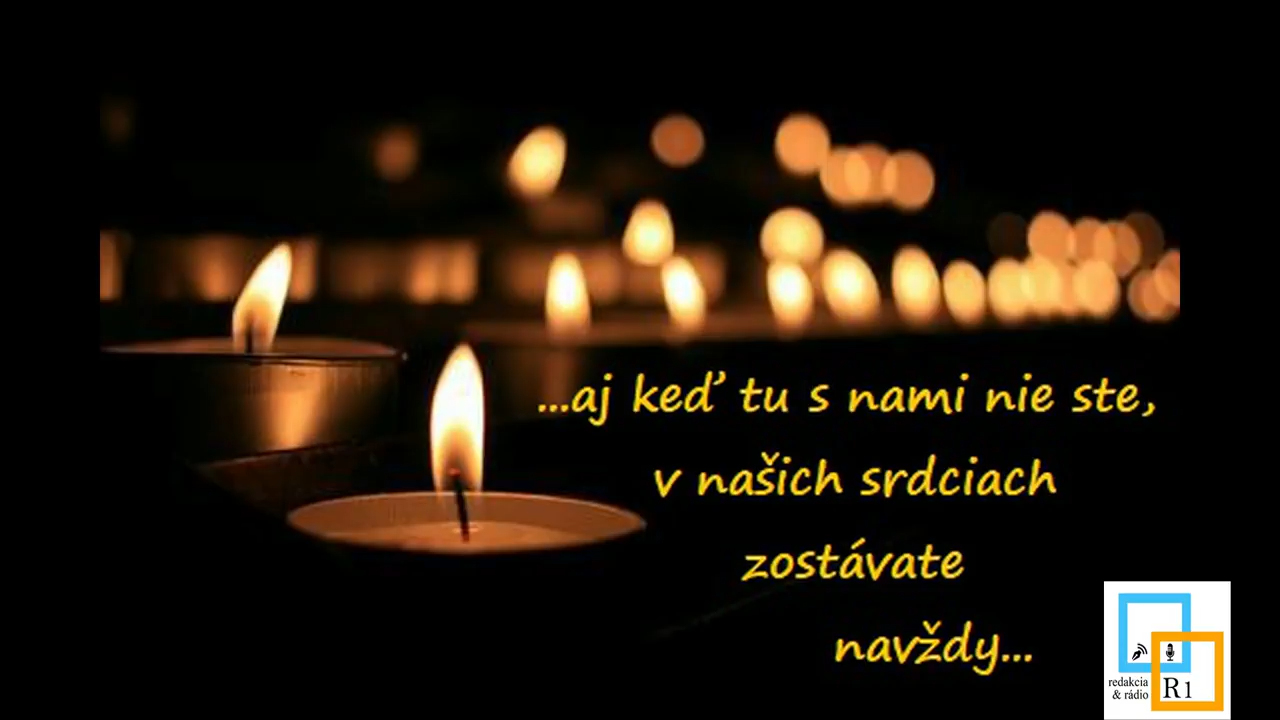 ...aj keď tu s nami nie ste,
v našich srdciach
zostávate
navždy...
redakcia
& rádio
R1